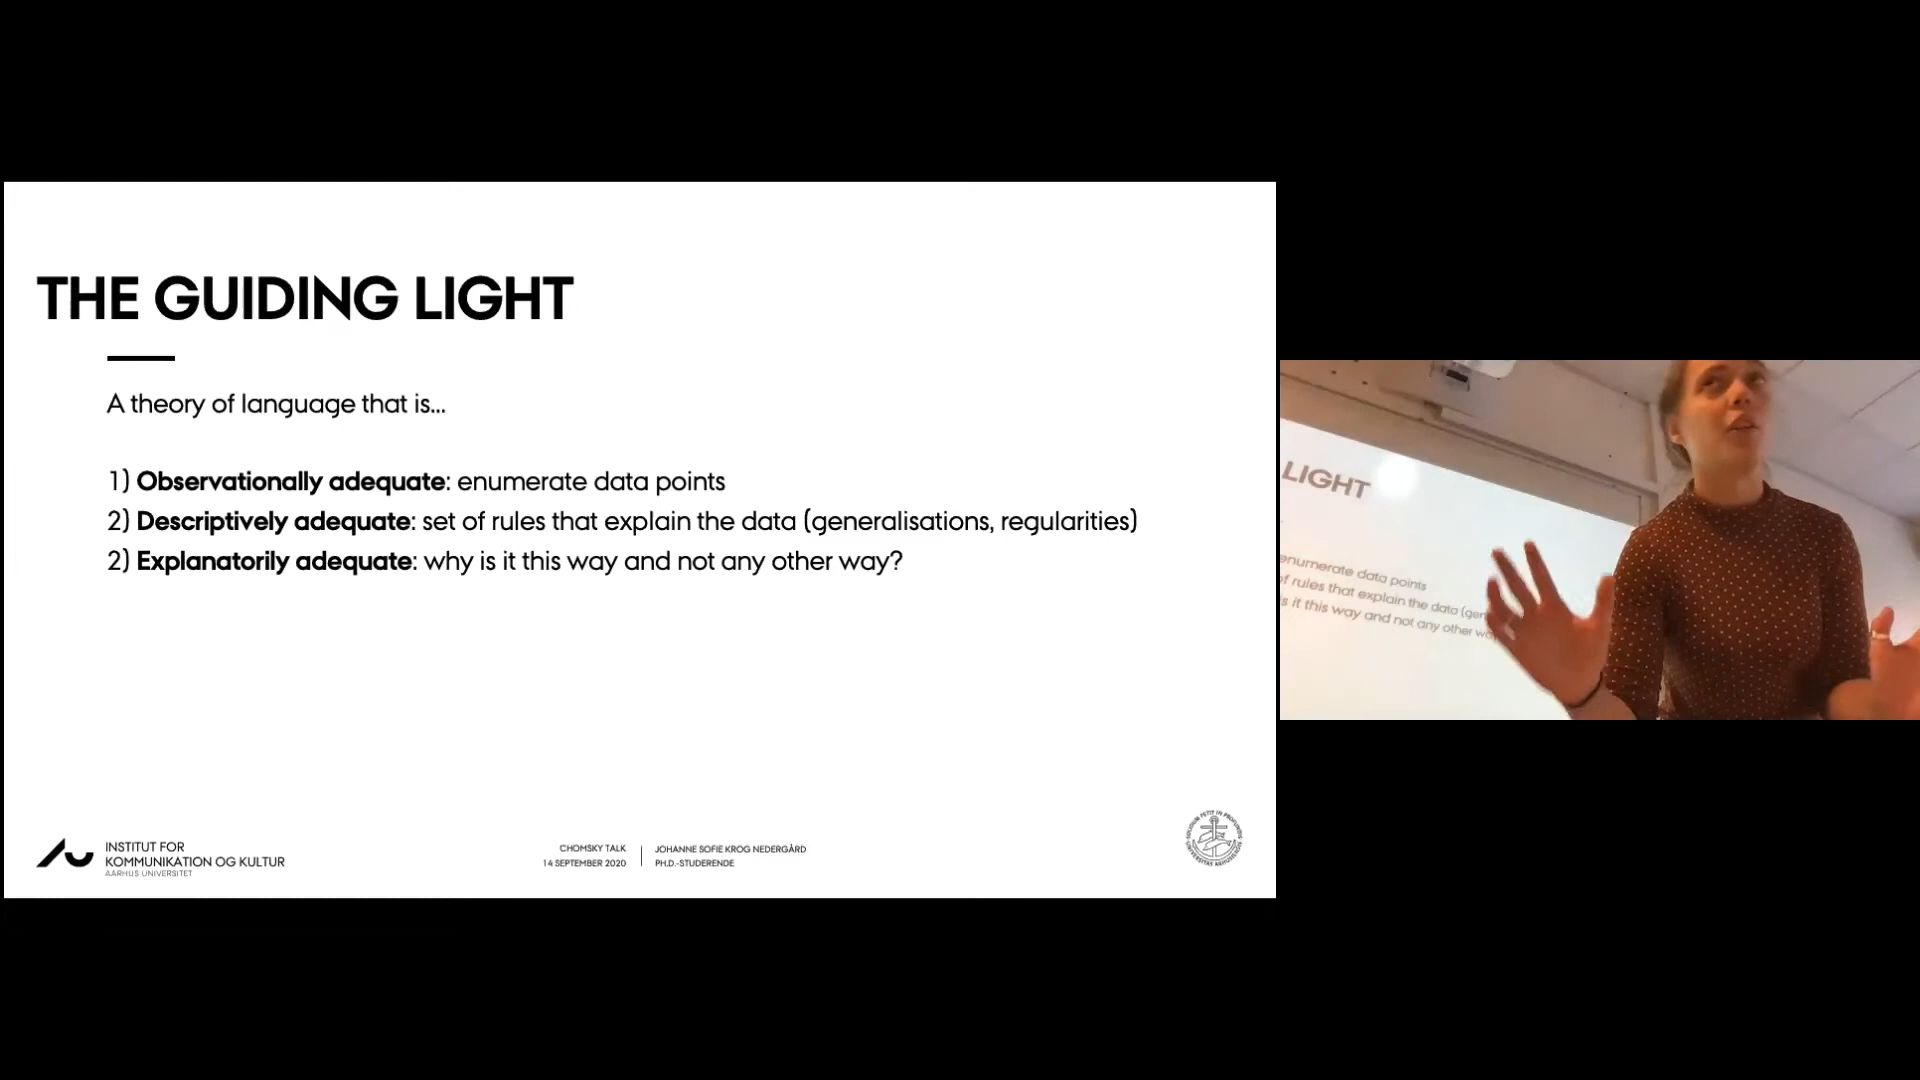 THE GUIDING LIGHT
A theory of language that is...
1) Observationally adequate: enumerate data points
2) Descriptively adequate: set of rules that explain the data (generalisations, regularities)
2) Explanatorily adequate: why is it this way and not any other way?
INSTITUT FOR
KOMMUNIKATION OG KULTUR
AARHUS UNIVERSITET
CHOMSKY TALK
14 SEPTEMBER 2020
JOHANNE SOFIE KROG NEDERGÅRD
PH.D.-STUDERENDE
LIGHT
enumerate data points
of rules that explain the data (gen
s it this way and not any other wa